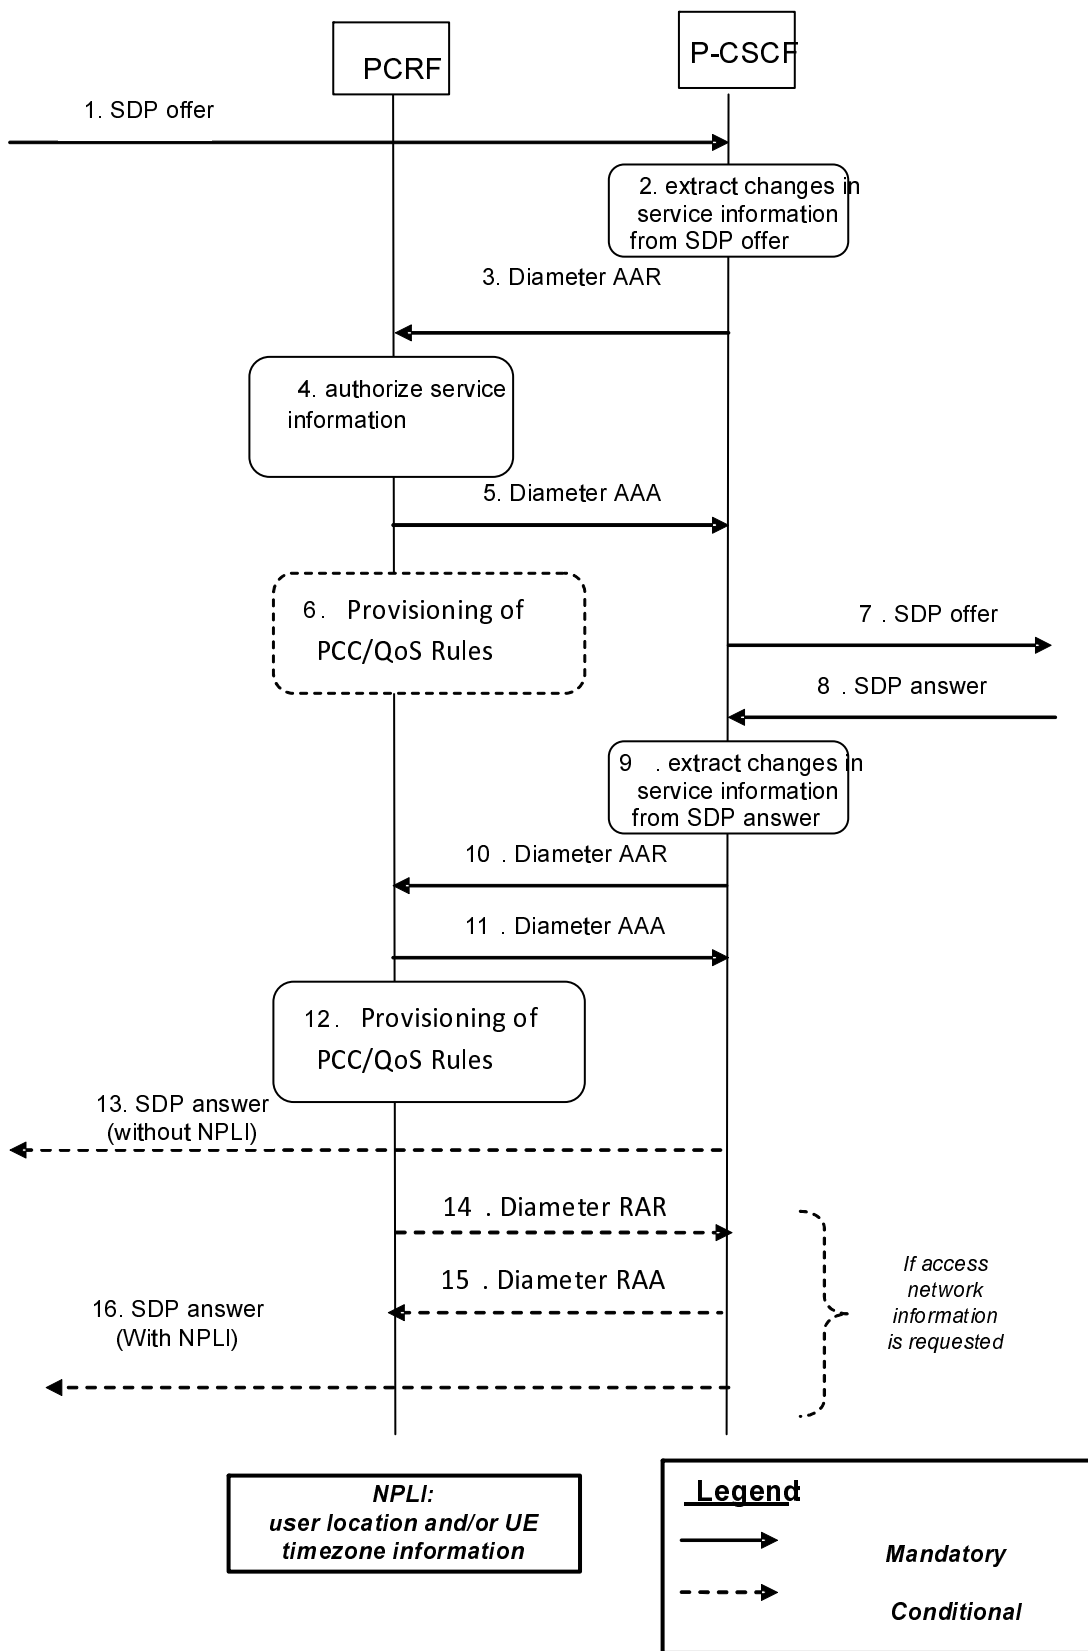 PCRF
P-CSCF
1. SDP offer
2. extract changes in
service information
from SDP offer
3. Diameter AAR
4. authorize service
information
5. Diameter AAA
6. Provisioning of
PCC/QoS Rules
7 . SDP offer
8 . SDP answer
9 . extract changes in
service information
from SDP answer
10 . Diameter AAR
11 . Diameter AAA
12. Provisioning of
PCC/QoS Rules
13. SDP answer
(without NPLI)
14 . Diameter RAR
15 . Diameter RAA
16. SDP answer
(With NPLI)
If access
network
information
is requested
NPLI:
user location and/or UE
timezone information
Legend:
Mandatory
Conditional